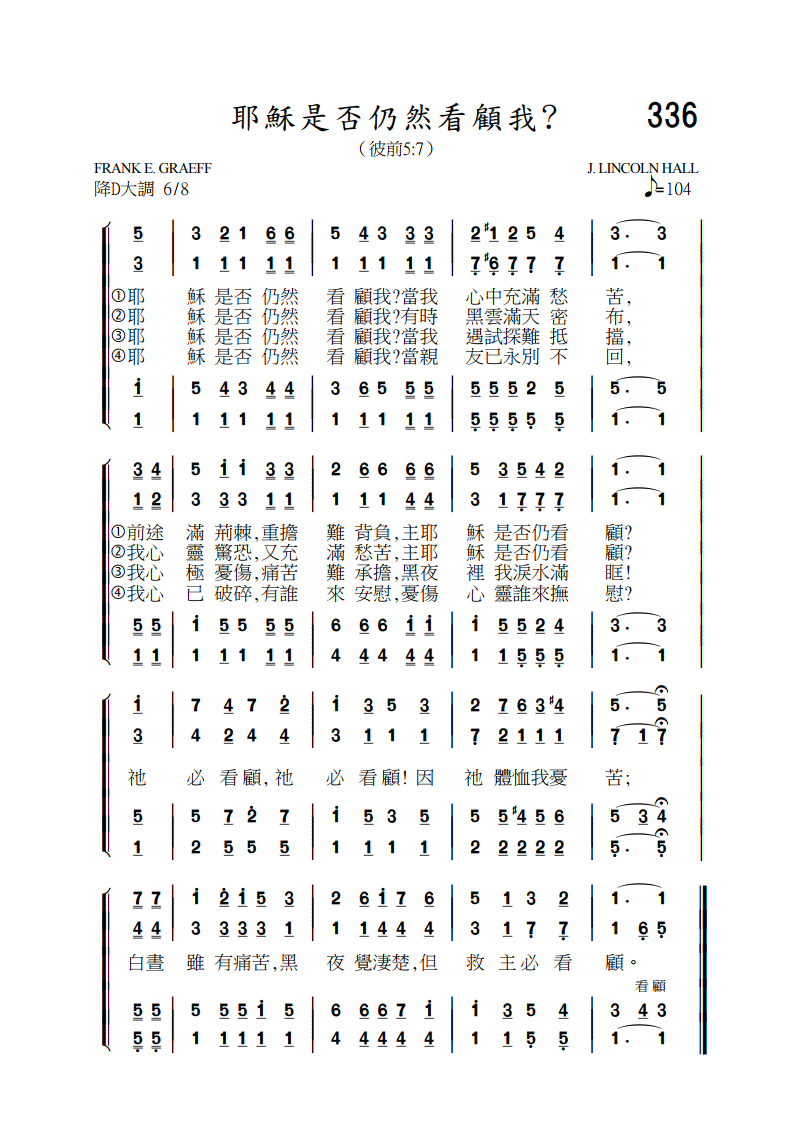 耶穌是否仍然看顧我? 336
（彼前5:7）
FRANK E. GRAEFF J. LINCOLN HALL
降D大調 6/8 ♪=104
5 | 3 2 1 6 6 | 5 4 3 3 3 | 2 #1 2 5 4 | 3 . 3
3 | 1 1 1 1 1 | 1 1 1 1 1 | 7 #6 7 7 7 | 1 . 1
①耶 穌 是否 仍然 看 顧我?當我 心中充滿 愁 苦,
②耶 穌 是否 仍然 看 顧我?有時 黑雲滿天 密 布,
③耶 穌 是否 仍然 看 顧我?當我 遇試探難 抵 擋,
④耶 穌 是否 仍然 看 顧我?當親 友已永別 不 回,
i | 5 4 3 4 4 | 3 6 5 5 5 | 5 5 5 2 5 | 5 . 5
1 | 1 1 1 1 1 | 1 1 1 1 1 | 5 5 5 5 5 | 1 . 1
3 4 | 5 i i 3 3 | 2 6 6 6 6 | 5 3 5 4 2 | 1 . 1
1 2 | 3 3 3 1 1 | 1 1 1 4 4 | 3 1 7 7 7 | 1 . 1
①前途 滿 荊棘,重擔 難 背負,主耶 穌 是否仍看 顧?
②我心 靈 驚恐,又充 滿 愁苦,主耶 穌 是否仍看 顧?
③我心 極 憂傷,痛苦 難 承擔,黑夜 裡 我淚水滿 眶!
④我心 已 破碎,有誰 來 安慰,憂傷 心 靈誰來撫 慰?
5 5 | i 5 5 5 5 | 6 6 6 i i | i 5 5 2 4 | 3 . 3
1 1 | 1 1 1 1 1 | 4 4 4 4 4 | 1 1 5 5 5 | 1 . 1
i | 7 4 7 2 | i 3 5 3 | 2 7 6 3 #4 | 5 . 5
3 | 4 2 4 4 | 3 1 1 1 | 7 2 1 1 1 | 7 1 7
祂 必 看 顧,祂 必 看 顧! 因 祂 體恤我憂 苦;
5 | 5 7 2 7 | i 5 3 5 | 5 5 #4 5 6 | 5 3 4
1 | 2 5 5 5 | 1 1 1 1 | 2 2 2 2 2 | 5 . 5
7 7 | i 2 i 5 3 | 2 6 i 7 6 | 5 1 3 2 | 1 . 1
4 4 | 3 3 3 3 1 | 1 1 4 4 4 | 3 1 7 7 | 1 6 5
白晝 雖 有痛苦,黑 夜 覺淒楚,但 救 主必 看 顧。
看 顧
5 5 | 5 5 5 i 5 | 6 6 6 7 i | i 3 5 4 | 3 4 3
5 5 | 1 1 1 1 1 | 4 4 4 4 4 | 1 1 5 5 | 1 . 1